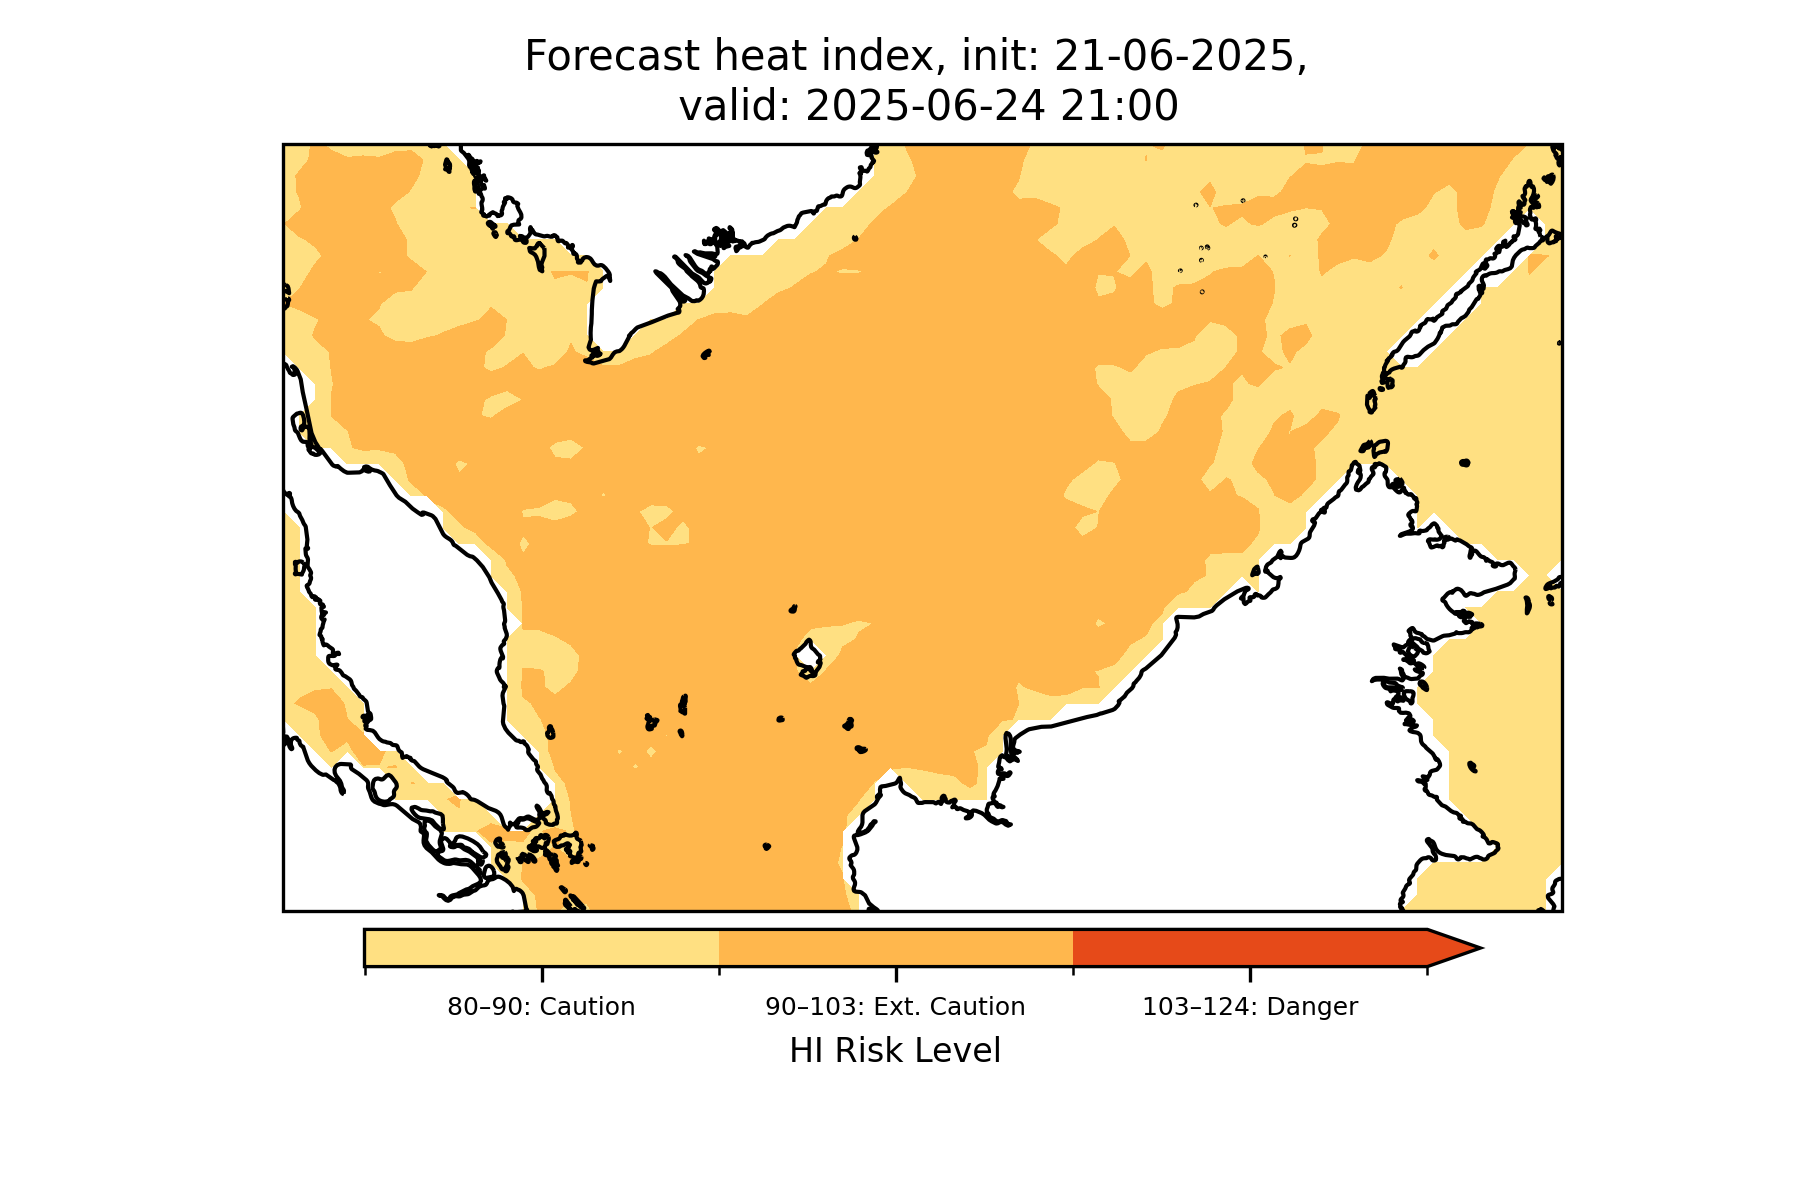 Forecast heat index, init: 21-06-2025,
valid: 2025-06-24 21:00
80–90: Caution
90–103: Ext. Caution
103–124: Danger
HI Risk Level